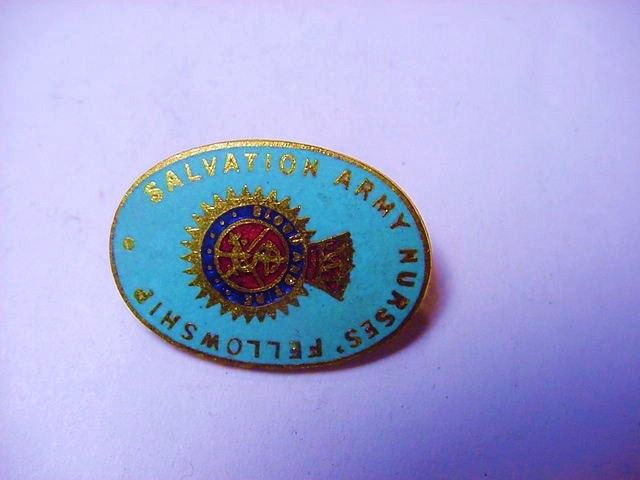 SALVATION ARMY NURSES' FELLOWSHIP
BLOOD AND FIRE